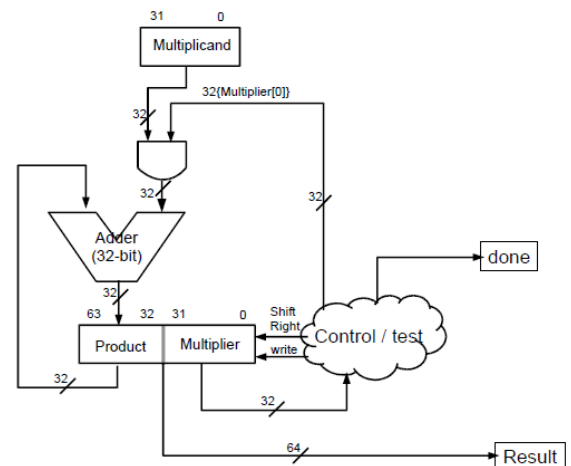 31 0
Multiplicand
32{Multiplier[0]}
32
32
32
Adder
(32-bit)
done
32
63 32 31 0
Shift
Right
Control / test
Product Multiplier
write
32
32
64
Result